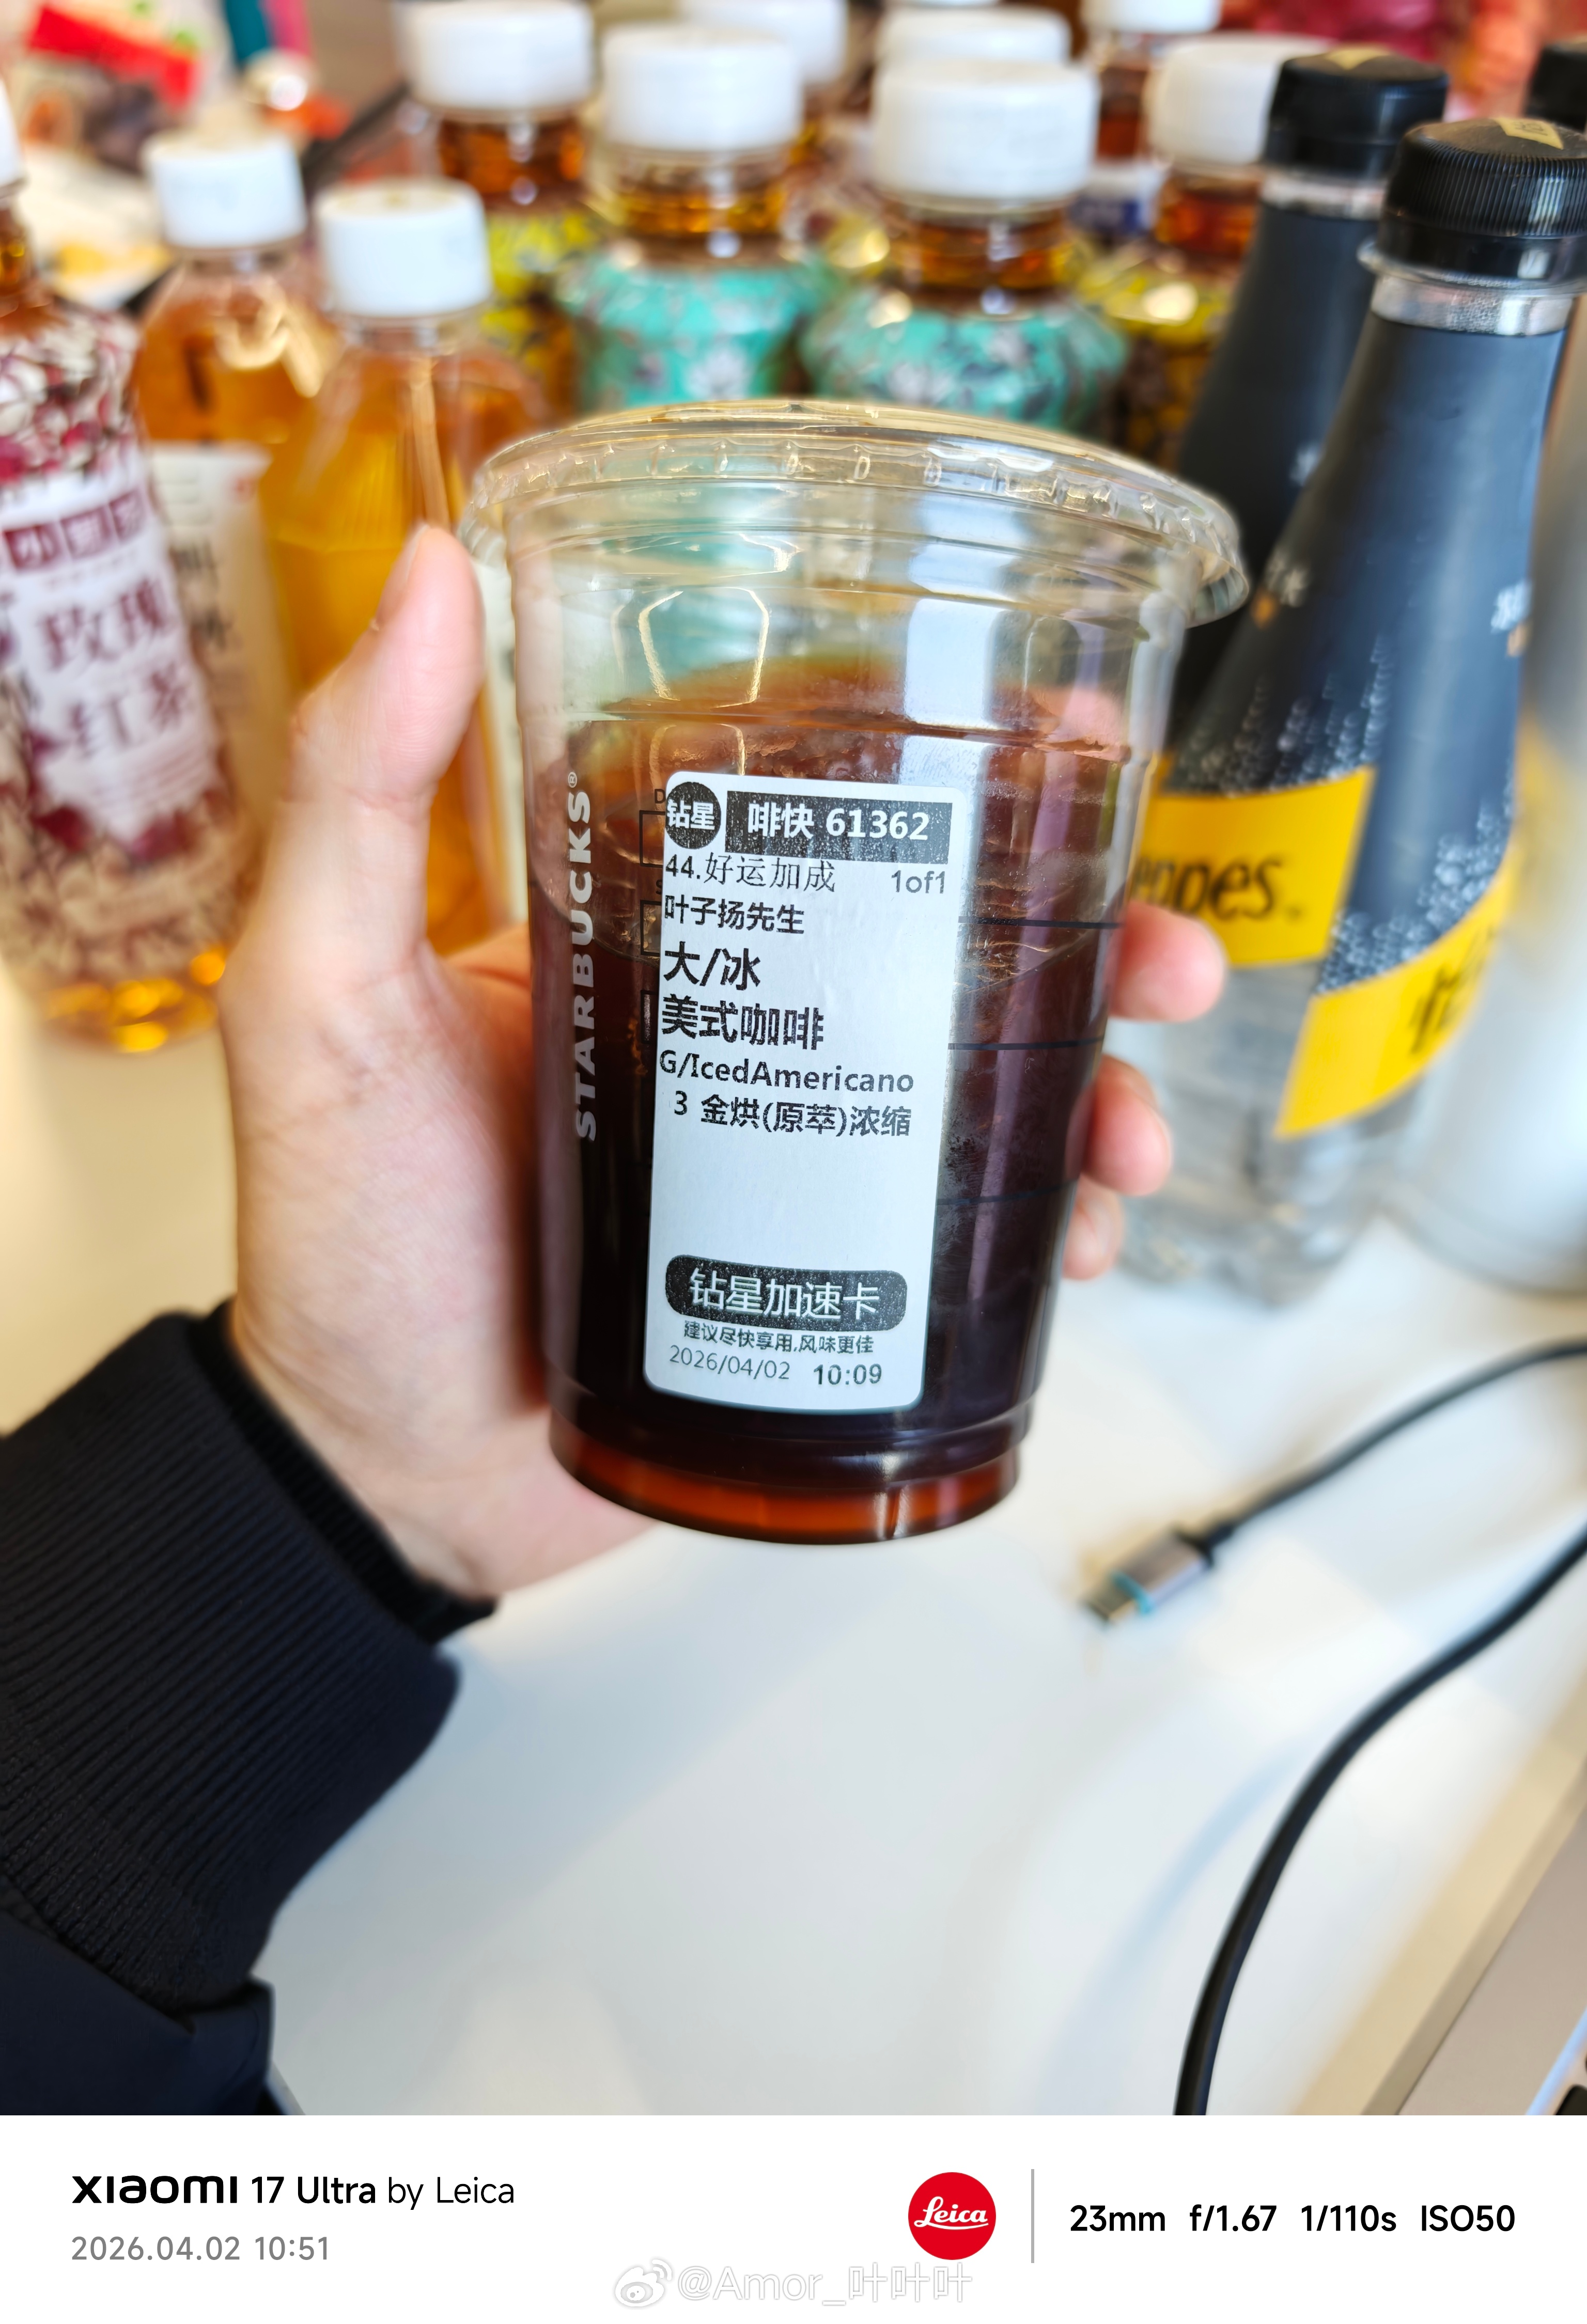 玫瑰
红茶
STARBUCKS®
钻星
啡快 61362
44.好运加成 1of1
叶子扬先生
大/冰
美式咖啡
G/IcedAmericano
3 金烘(原萃)浓缩
钻星加速卡
建议尽快享用,风味更佳
2026/04/02 10:09
eppes
xiaomi 17 Ultra by Leica
2026.04.02 10:51
Leica
23mm f/1.67 1/110s ISO50
@Amor_叶叶叶